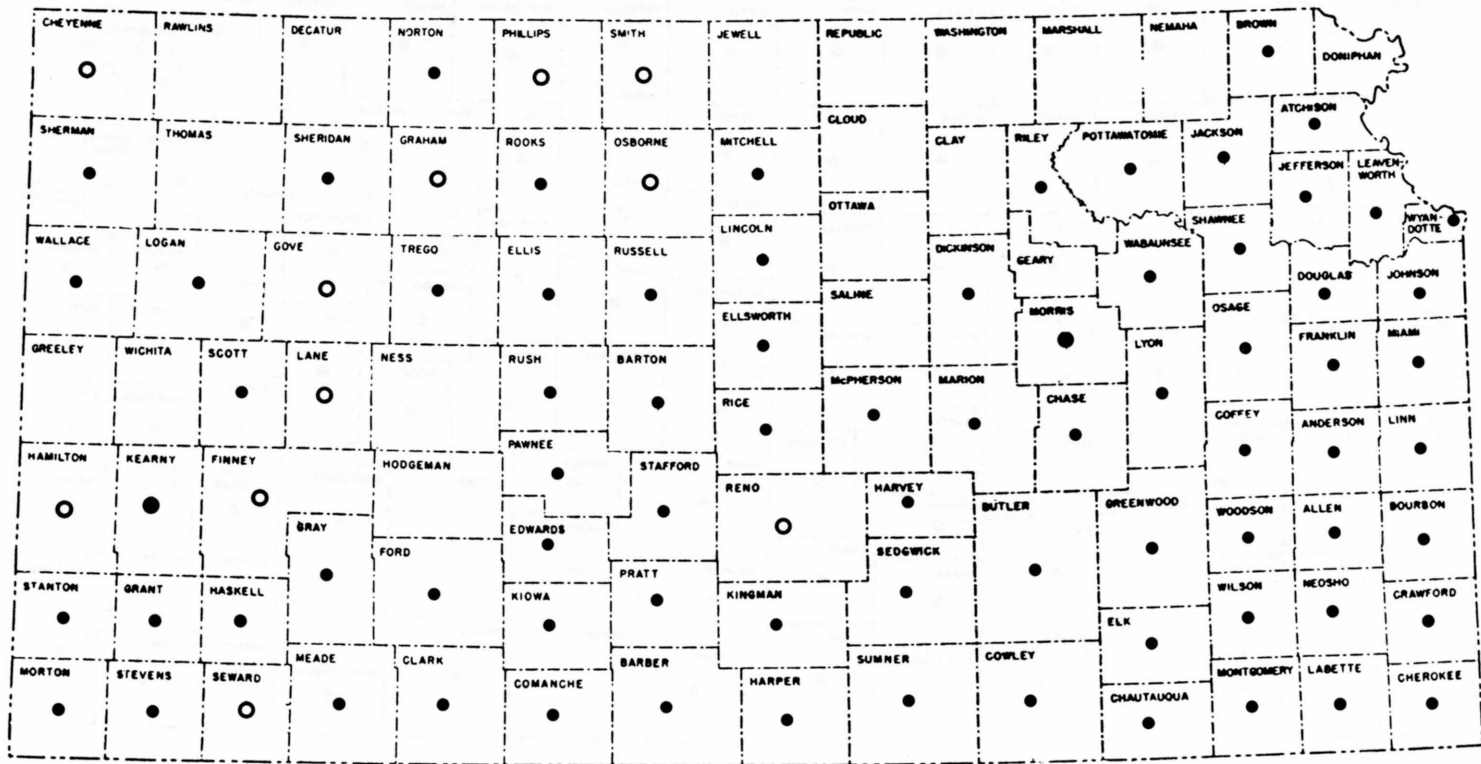 CHEYENNE
RAWLINS
DECATUR
NORTON
PHILLIPS
SMITH
JEWELL
REPUBLIC
WASHINGTON
MARSHALL
NEMAHA
BROWN
DONIPHAN
SHERMAN
THOMAS
SHERIDAN
GRAHAM
ROOKS
OSBORNE
MITCHELL
CLOUD
CLAY
RILEY
POTTAWATOMIE
JACKSON
ATCHISON
JEFFERSON
LEAVEN-
WORTH
WYAN-
DOTTE
WALLACE
LOGAN
GOVE
TREGO
ELLIS
RUSSELL
LINCOLN
OTTAWA
DICKINSON
GEARY
WABAUNSEE
SHAWNEE
DOUGLAS
JOHNSON
ELLSWORTH
SALINE
MORRIS
OSAGE
GREELEY
WICHITA
SCOTT
LANE
NESS
RUSH
BARTON
RICE
McPHERSON
MARION
CHASE
LYON
FRANKLIN
MIAMI
HAMILTON
KEARNY
FINNEY
HODGEMAN
PAWNEE
STAFFORD
RENO
HARVEY
BUTLER
GREENWOOD
COFFEY
ANDERSON
LINN
GRAY
FORD
EDWARDS
SEDGWICK
WOODSON
ALLEN
BOURBON
STANTON
GRANT
HASKELL
KIOWA
PRATT
KINGMAN
ELK
WILSON
NEOSHO
CRAWFORD
MORTON
STEVENS
SEWARD
MEADE
CLARK
COMANCHE
BARBER
HARPER
SUMNER
COWLEY
CHAUTAUQUA
MONTGOMERY
LABETTE
CHEROKEE